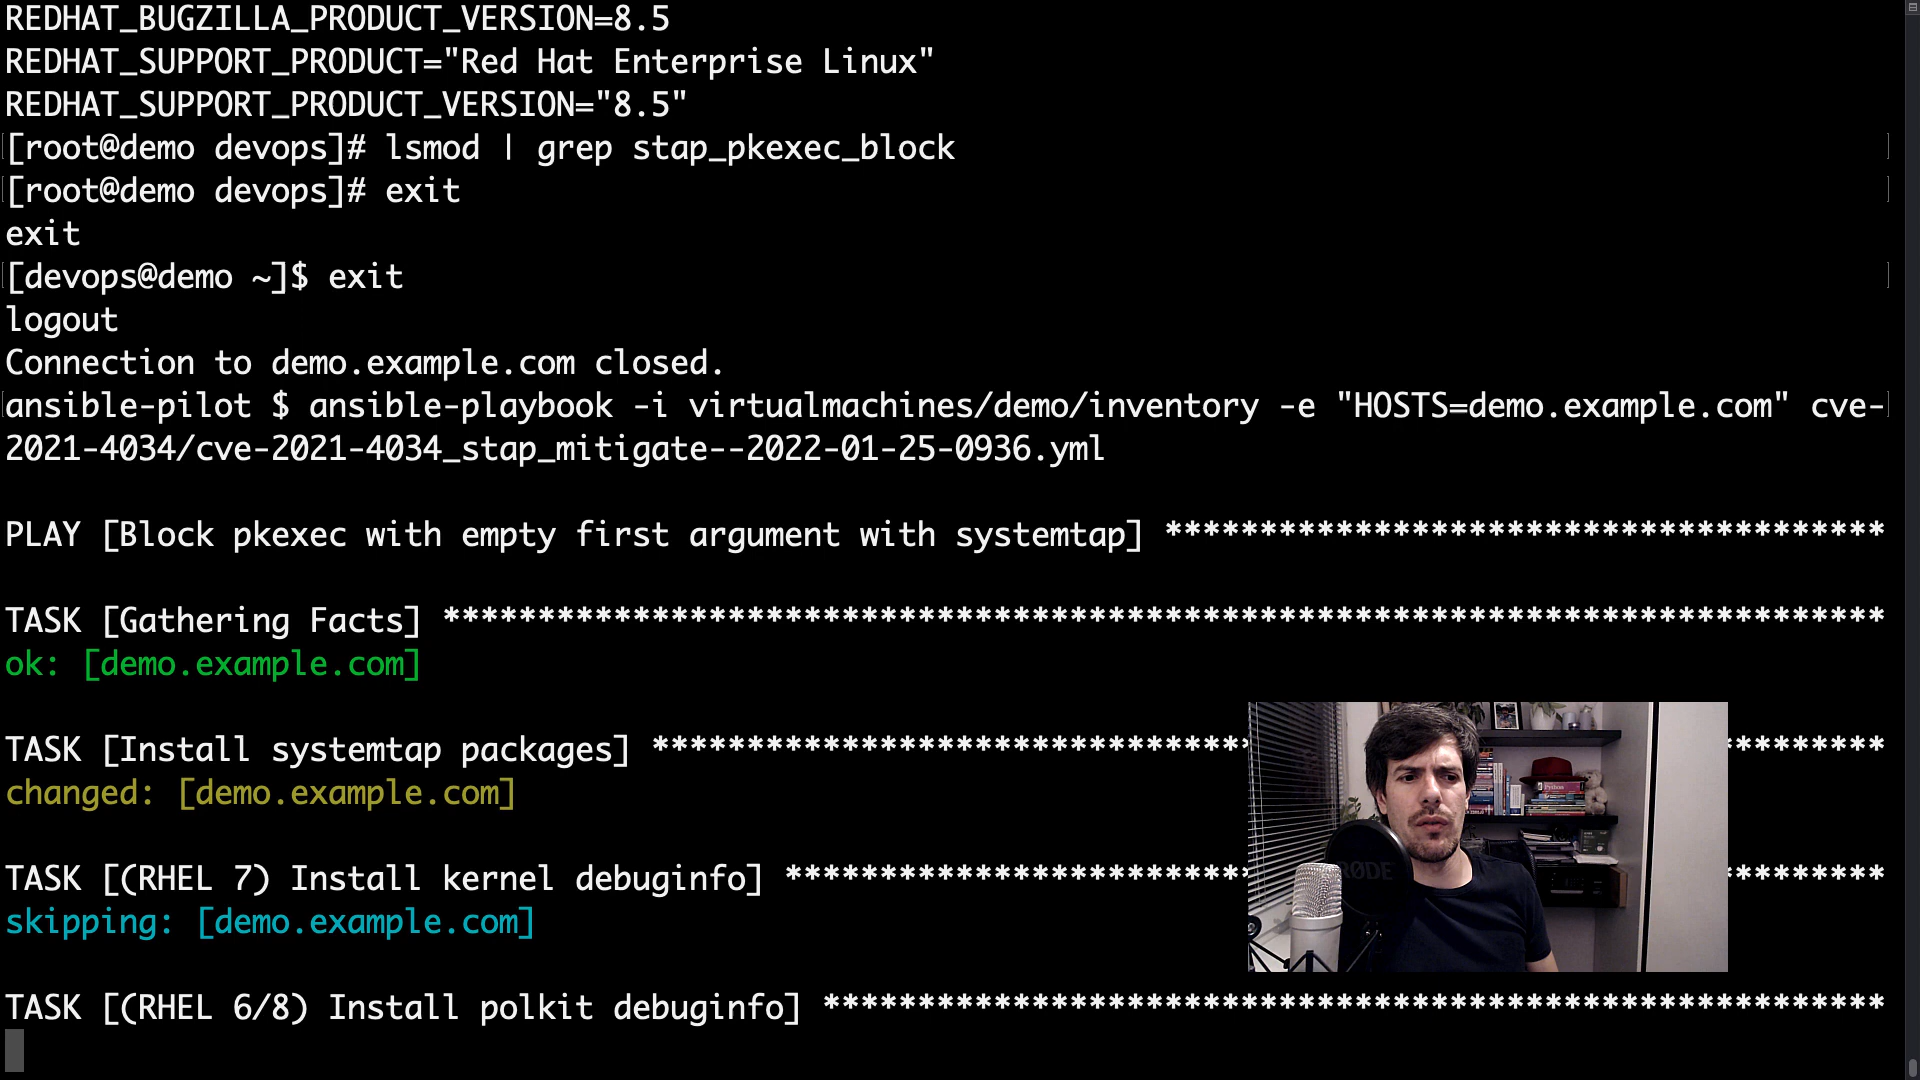 REDHAT_BUGZILLA_PRODUCT_VERSION=8.5
REDHAT_SUPPORT_PRODUCT="Red Hat Enterprise Linux"
REDHAT_SUPPORT_PRODUCT_VERSION="8.5"
[root@demo devops]# lsmod | grep stap_pkexec_block
[root@demo devops]# exit
exit
[devops@demo ~]$ exit
logout
Connection to demo.example.com closed.
ansible-pilot $ ansible-playbook -i virtualmachines/demo/inventory -e "HOSTS=demo.example.com" cve-
2021-4034/cve-2021-4034_stap_mitigate--2022-01-25-0936.yml
PLAY [Block pkexec with empty first argument with systemtap] **************************************
TASK [Gathering Facts] ****************************************************************************
ok: [demo.example.com]
TASK [Install systemtap packages] *****************************************************************
changed: [demo.example.com]
TASK [(RHEL 7) Install kernel debuginfo] **********************************************************
skipping: [demo.example.com]
TASK [(RHEL 6/8) Install polkit debuginfo] ********************************************************
RØDE
Python